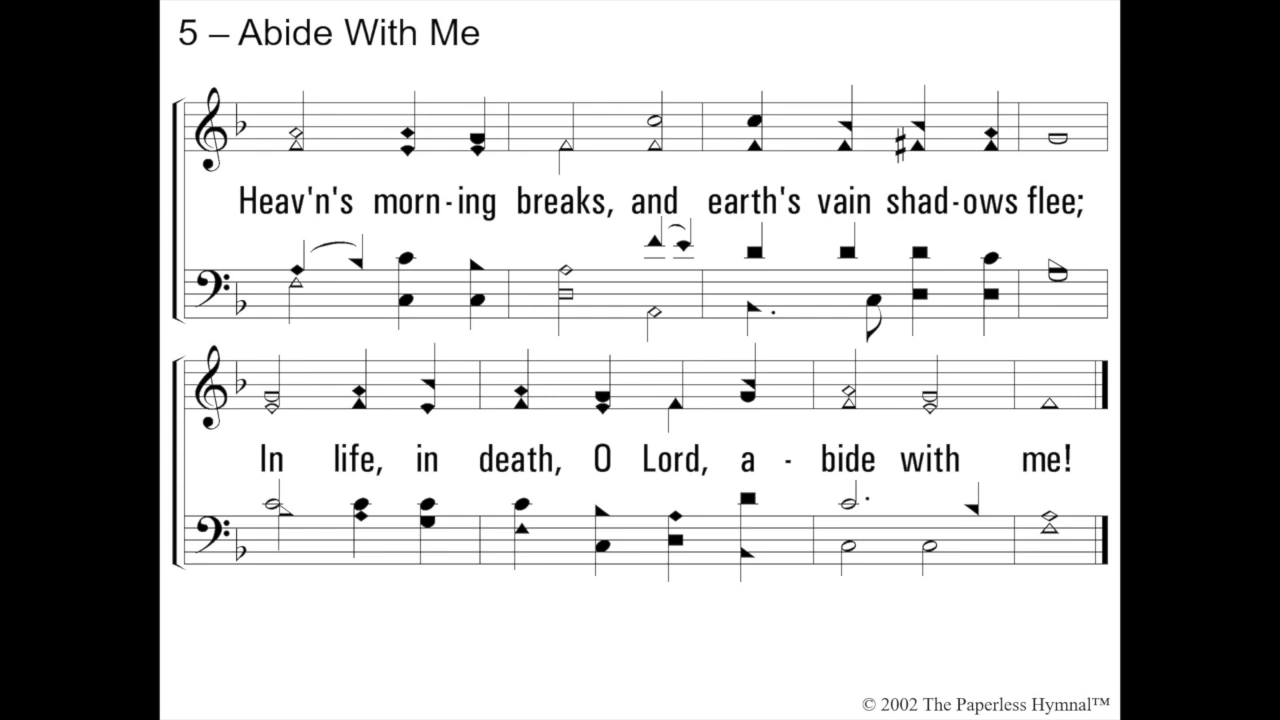 5 – Abide With Me
Heav'n's morn-ing breaks, and earth's vain shad-ows flee;
In life, in death, O Lord, a - bide with me!
© 2002 The Paperless Hymnal™